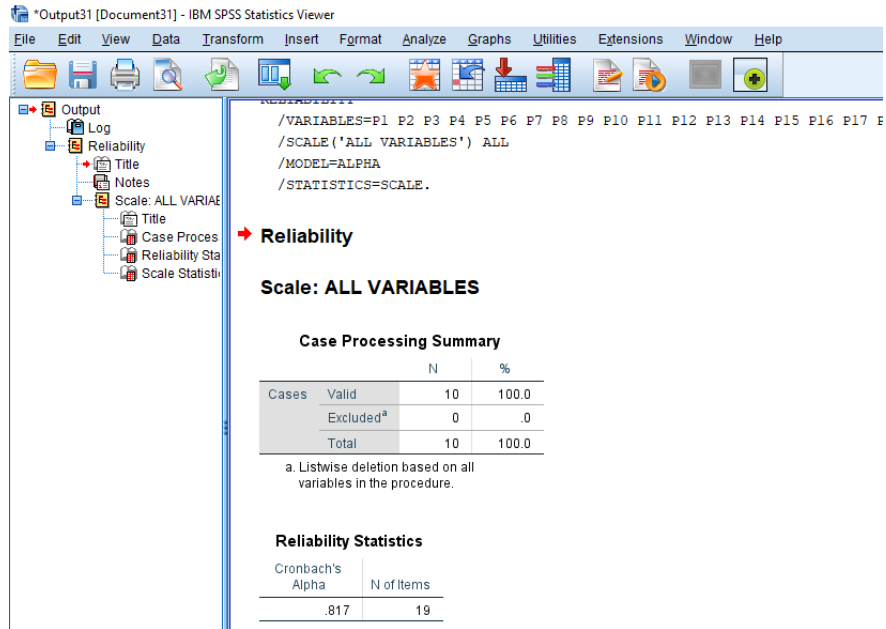 *Output31 [Document31] - IBM SPSS Statistics Viewer
File Edit View Data Transform Insert Format Analyze Graphs Utilities Extensions Window Help
Output
Log
Reliability
Title
Notes
Scale: ALL VARIAE
Title
Case Proces
Reliability Sta
Scale Statisti
RELIABILITY
/VARIABLES=P1 P2 P3 P4 P5 P6 P7 P8 P9 P10 P11 P12 P13 P14 P15 P16 P17 P
/SCALE('ALL VARIABLES') ALL
/MODEL=ALPHA
/STATISTICS=SCALE.
Reliability
Scale: ALL VARIABLES
Case Processing Summary
N %
Cases Valid 10 100.0
Excludedᵃ 0 .0
Total 10 100.0
a. Listwise deletion based on all
variables in the procedure.
Reliability Statistics
Cronbach's
Alpha N of Items
.817 19